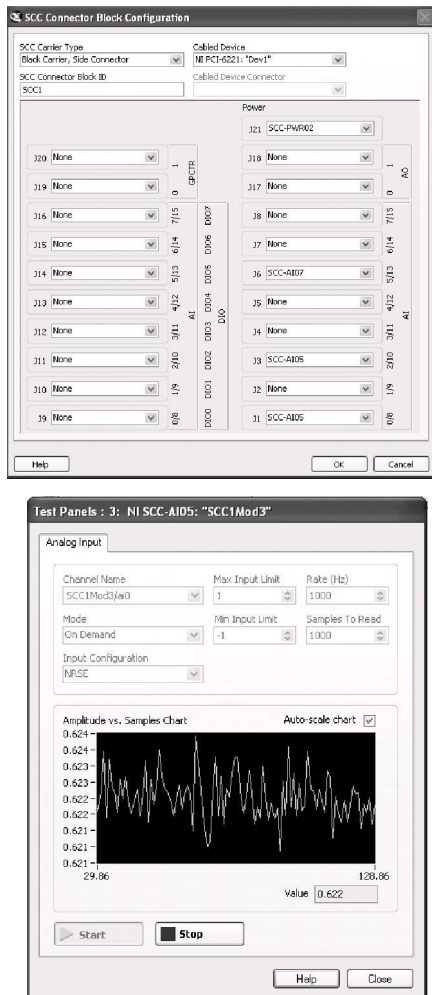 SCC Connector Block Configuration
SCC Carrier Type
Cabled Device
Black Carrier, Side Connector
NI PCI-6221: "Dev1"
SCC Connector Block ID
Cabled Device Connector
SCC1
Power
J21 SCC-PWR02
J20 None
1
J18 None
1
GPCTR
AO
J19 None
0
J17 None
0
J16 None
7/15
DIO7
J8 None
7/15
J15 None
6/14
DIO6
J7 None
6/14
J14 None
5/13
DIO5
J6 SCC-AI07
5/13
J13 None
4/12
DIO4
J5 None
4/12
AI
DIO
AI
J12 None
3/11
DIO3
J4 None
3/11
J11 None
2/10
DIO2
J3 SCC-AI05
2/10
J10 None
1/9
DIO1
J2 None
1/9
J9 None
0/8
DIO0
J1 SCC-AI05
0/8
Help
OK
Cancel
Test Panels : 3: NI SCC-AI05: "SCC1Mod3"
Analog Input
Channel Name
Max Input Limit
Rate (Hz)
SCC1Mod3/ai0
1
1000
Mode
Min Input Limit
Samples To Read
On Demand
-1
1000
Input Configuration
NRSE
Amplitude vs. Samples Chart
Auto-scale chart
0.624
0.624
0.623
0.623
0.622
0.622
0.621
0.621
0.621
29.86
128.86
Value 0.622
Start
Stop
Help
Close